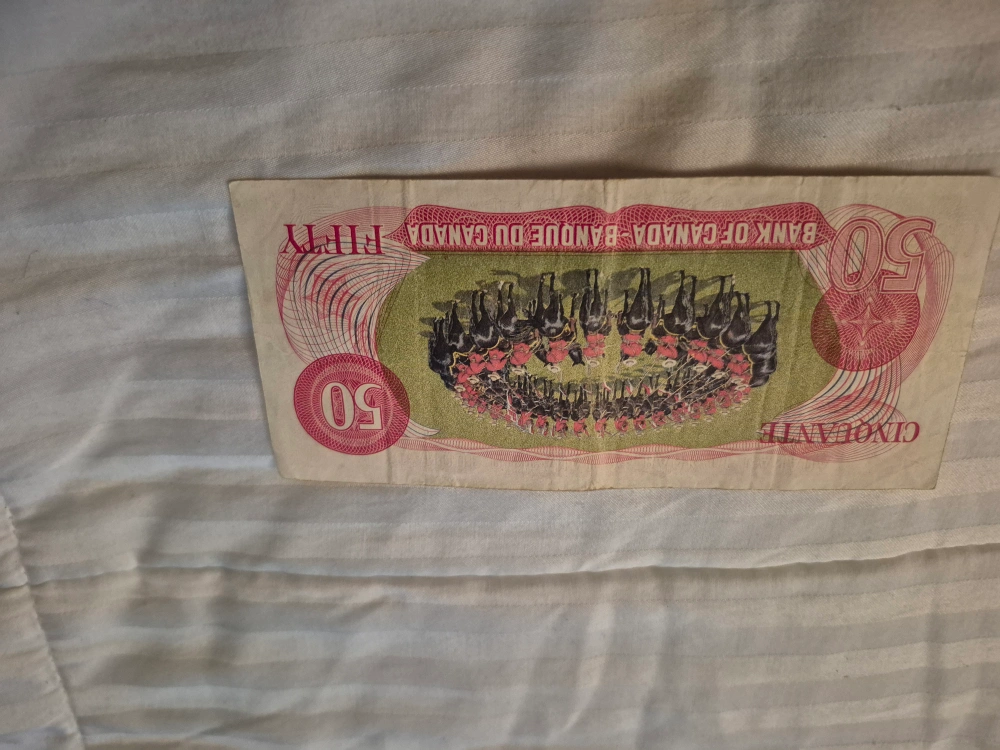 CINQUANTE
50
50
BANK OF CANADA-BANQUE DU CANADA
FIFTY